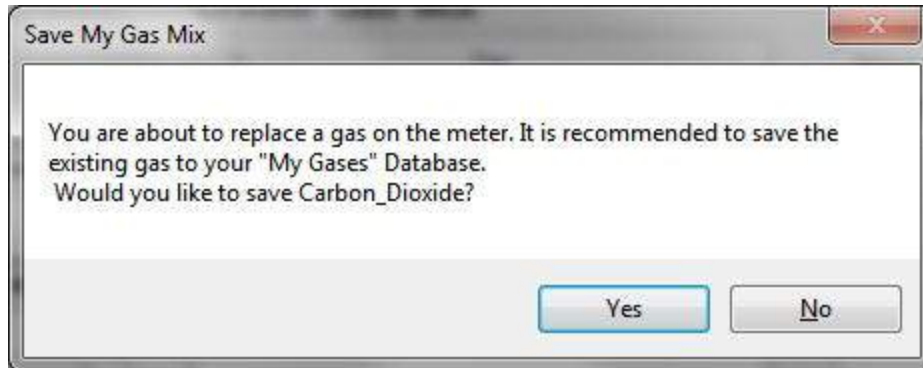 Save My Gas Mix
You are about to replace a gas on the meter. It is recommended to save the
existing gas to your "My Gases" Database.
Would you like to save Carbon_Dioxide?
Yes
No